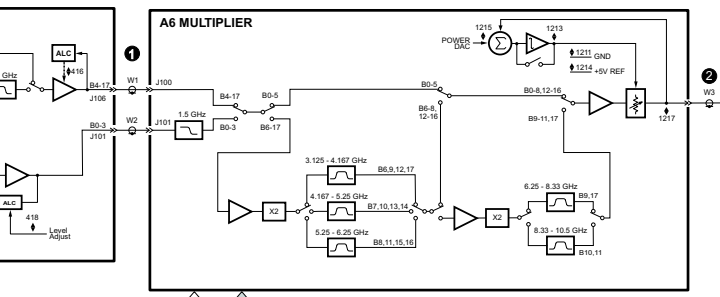 A6 MULTIPLIER
1215
1213
POWER
DAC
Σ
1211 GND
1214 +5V REF
ALC
416
GHz
1
2
W1
W3
B4-17
J106
J100
B4-17
B0-5
B0-5
B0-8,12-16
1217
W2
1.5 GHz
B0-3
J101
J101
B0-3
B6-17
B6-8,
12-16
B9-11,17
3.125 - 4.167 GHz
B6,9,12,17
4.167 - 5.25 GHz
B7,10,13,14
5.25 - 6.25 GHz
B8,11,15,16
X2
X2
6.25 - 8.33 GHz
B9,17
8.33 - 10.5 GHz
B10,11
ALC
418
Level
Adjust